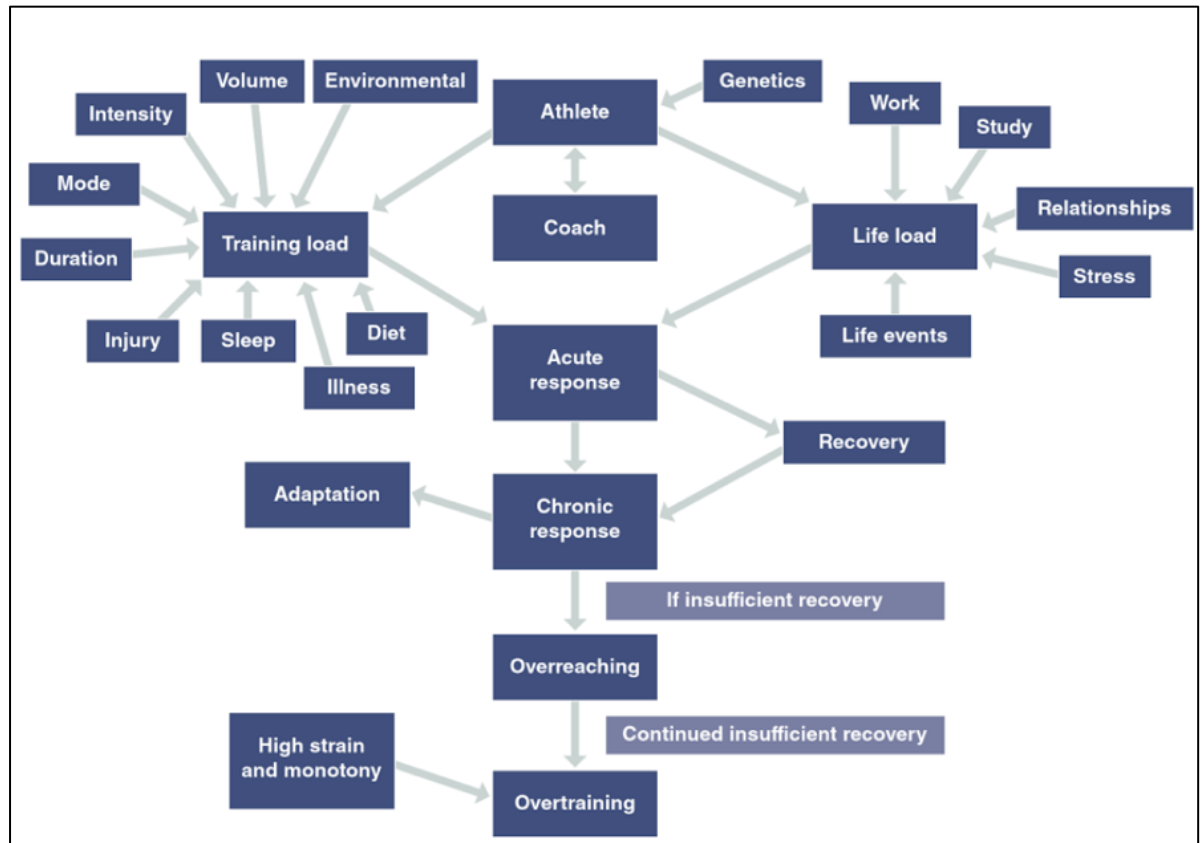 Volume
Environmental
Genetics
Intensity
Athlete
Work
Study
Mode
Relationships
Training load
Coach
Life load
Duration
Stress
Injury
Sleep
Diet
Life events
Illness
Acute
response
Recovery
Adaptation
Chronic
response
If insufficient recovery
Overreaching
Continued insufficient recovery
High strain
and monotony
Overtraining